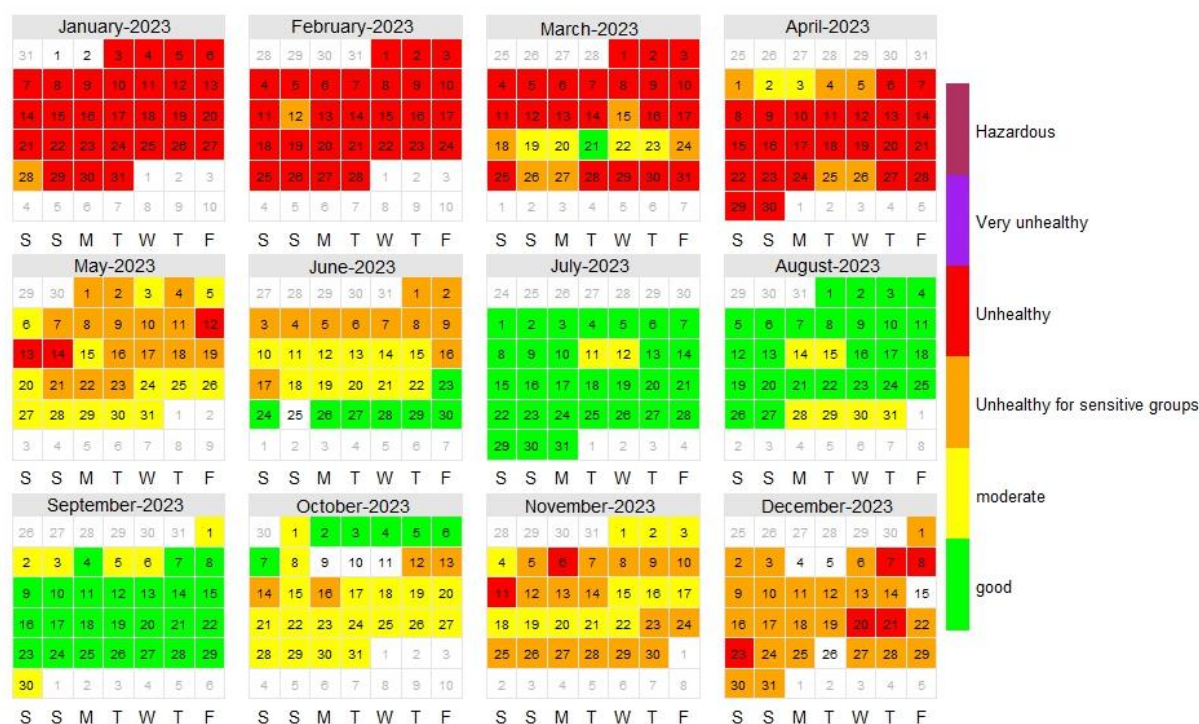 January-2023 February-2023 March-2023 April-2023
31 1 2 3 4 5 6 28 29 30 31 1 2 3 25 26 27 28 1 2 3 25 26 27 28 29 30 31
7 8 9 10 11 12 13 4 5 6 7 8 9 10 4 5 6 7 8 9 10 1 2 3 4 5 6 7
14 15 16 17 18 19 20 11 12 13 14 15 16 17 11 12 13 14 15 16 17 8 9 10 11 12 13 14
21 22 23 24 25 26 27 18 19 20 21 22 23 24 18 19 20 21 22 23 24 15 16 17 18 19 20 21
28 29 30 31 1 2 3 25 26 27 28 1 2 3 25 26 27 28 29 30 31 22 23 24 25 26 27 28
4 5 6 7 8 9 10 4 5 6 7 8 9 10 1 2 3 4 5 6 7 29 30 1 2 3 4 5
S S M T W T F S S M T W T F S S M T W T F S S M T W T F
May-2023 June-2023 July-2023 August-2023
29 30 1 2 3 4 5 27 28 29 30 31 1 2 24 25 26 27 28 29 30 29 30 31 1 2 3 4
6 7 8 9 10 11 12 3 4 5 6 7 8 9 1 2 3 4 5 6 7 5 6 7 8 9 10 11
13 14 15 16 17 18 19 10 11 12 13 14 15 16 8 9 10 11 12 13 14 12 13 14 15 16 17 18
20 21 22 23 24 25 26 17 18 19 20 21 22 23 15 16 17 18 19 20 21 19 20 21 22 23 24 25
27 28 29 30 31 1 2 24 25 26 27 28 29 30 22 23 24 25 26 27 28 26 27 28 29 30 31 1
3 4 5 6 7 8 9 1 2 3 4 5 6 7 29 30 31 1 2 3 4 2 3 4 5 6 7 8
S S M T W T F S S M T W T F S S M T W T F S S M T W T F
September-2023 October-2023 November-2023 December-2023
26 27 28 29 30 31 1 30 1 2 3 4 5 6 28 29 30 31 1 2 3 25 26 27 28 29 30 1
2 3 4 5 6 7 8 7 8 9 10 11 12 13 4 5 6 7 8 9 10 2 3 4 5 6 7 8
9 10 11 12 13 14 15 14 15 16 17 18 19 20 11 12 13 14 15 16 17 9 10 11 12 13 14 15
16 17 18 19 20 21 22 21 22 23 24 25 26 27 18 19 20 21 22 23 24 16 17 18 19 20 21 22
23 24 25 26 27 28 29 28 29 30 31 1 2 3 25 26 27 28 29 30 1 23 24 25 26 27 28 29
30 1 2 3 4 5 6 4 5 6 7 8 9 10 2 3 4 5 6 7 8 30 31 1 2 3 4 5
S S M T W T F S S M T W T F S S M T W T F S S M T W T F
Hazardous
Very unhealthy
Unhealthy
Unhealthy for sensitive groups
moderate
good